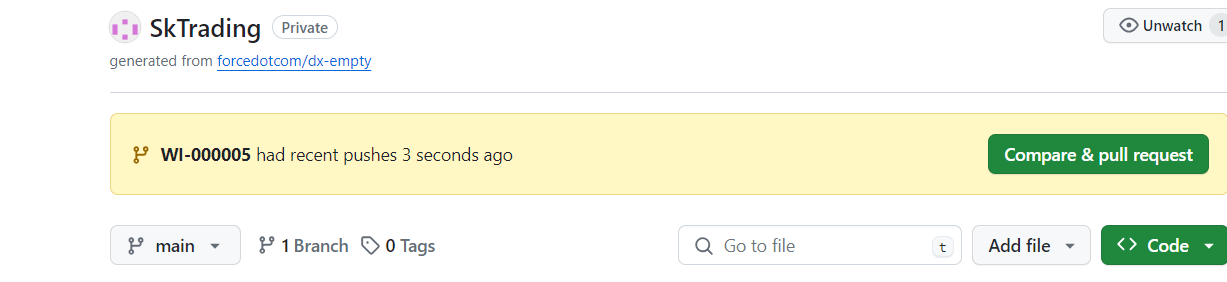 SkTrading Private Unwatch 1
generated from forcedotcom/dx-empty
WI-000005 had recent pushes 3 seconds ago Compare & pull request
main 1 Branch 0 Tags Go to file t Add file Code